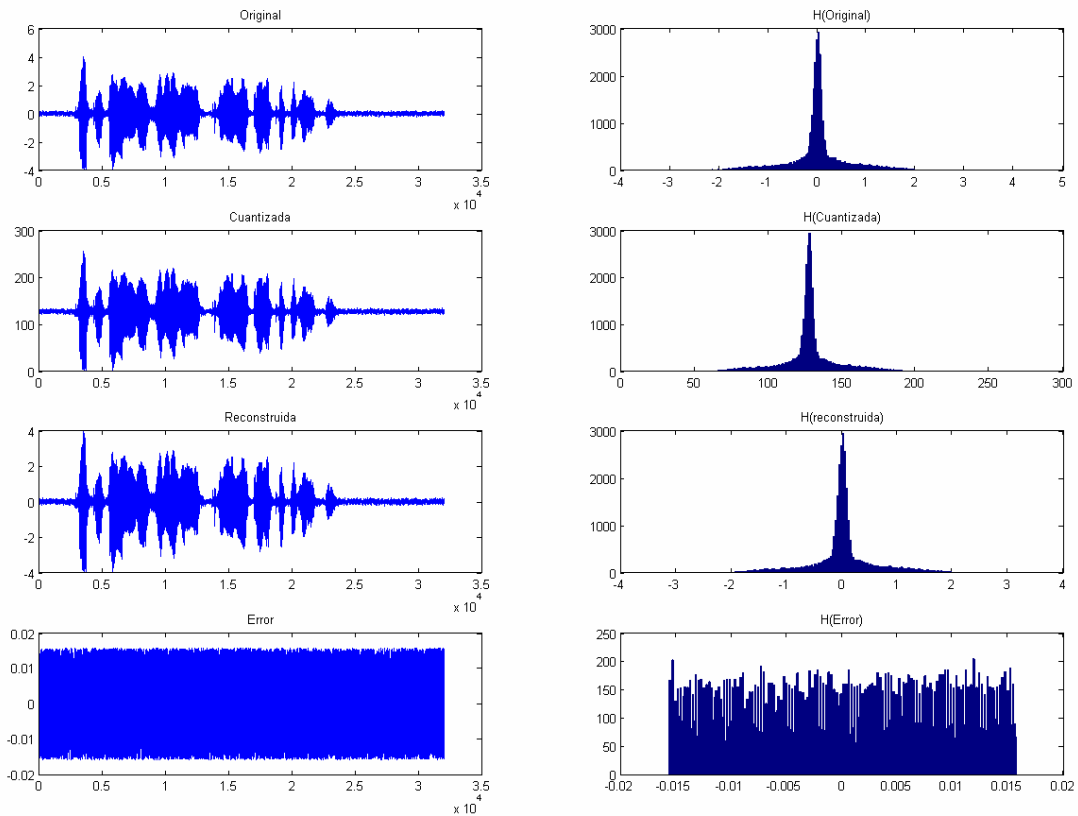 Original
6
4
2
0
-2
-4
0 0.5 1 1.5 2 2.5 3 3.5
x 10^4
H(Original)
3000
2000
1000
0
-4 -3 -2 -1 0 1 2 3 4 5
Cuantizada
300
200
100
0
0 0.5 1 1.5 2 2.5 3 3.5
x 10^4
H(Cuantizada)
3000
2000
1000
0
0 50 100 150 200 250 300
Reconstruida
4
2
0
-2
-4
0 0.5 1 1.5 2 2.5 3 3.5
x 10^4
H(reconstruida)
3000
2000
1000
0
-4 -3 -2 -1 0 1 2 3 4
Error
0.02
0.01
0
-0.01
-0.02
0 0.5 1 1.5 2 2.5 3 3.5
x 10^4
H(Error)
250
200
150
100
50
0
-0.02 -0.015 -0.01 -0.005 0 0.005 0.01 0.015 0.02